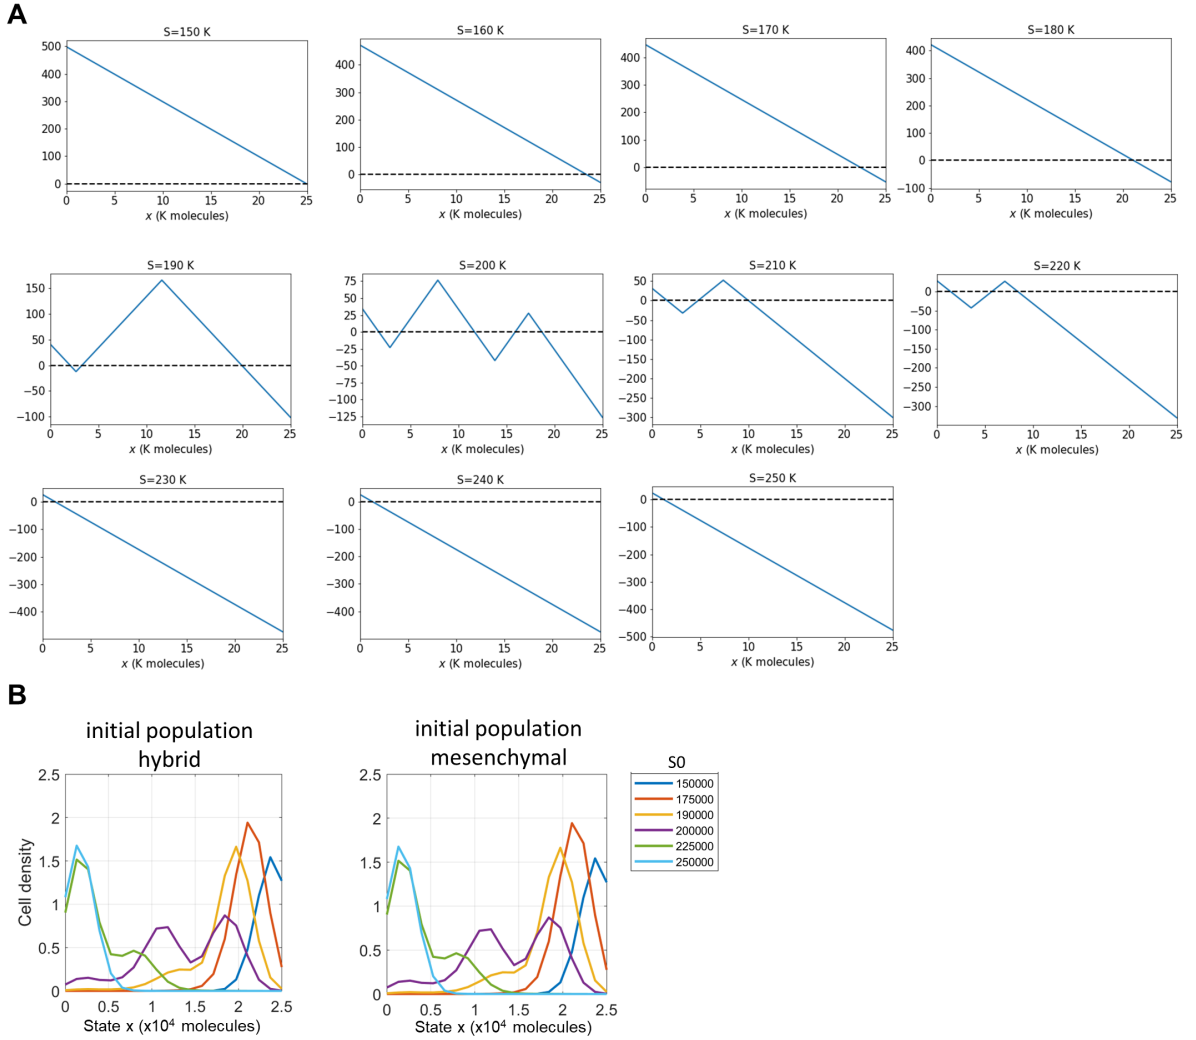 A
S=150 K
500
400
300
200
100
0
0 5 10 15 20 25
x (K molecules)
S=160 K
400
300
200
100
0
0 5 10 15 20 25
x (K molecules)
S=170 K
400
300
200
100
0
0 5 10 15 20 25
x (K molecules)
S=180 K
400
300
200
100
0
−100
0 5 10 15 20 25
x (K molecules)
S=190 K
150
100
50
0
−50
−100
0 5 10 15 20 25
x (K molecules)
S=200 K
75
50
25
0
−25
−50
−75
−100
−125
0 5 10 15 20 25
x (K molecules)
S=210 K
50
0
−50
−100
−150
−200
−250
−300
0 5 10 15 20 25
x (K molecules)
S=220 K
0
−50
−100
−150
−200
−250
−300
0 5 10 15 20 25
x (K molecules)
S=230 K
0
−100
−200
−300
−400
0 5 10 15 20 25
x (K molecules)
S=240 K
0
−100
−200
−300
−400
0 5 10 15 20 25
x (K molecules)
S=250 K
0
−100
−200
−300
−400
−500
0 5 10 15 20 25
x (K molecules)
B
initial population
hybrid
Cell density
2.5
2
1.5
1
0.5
0
0 0.5 1 1.5 2 2.5
State x (x10⁴ molecules)
initial population
mesenchymal
2.5
2
1.5
1
0.5
0
0 0.5 1 1.5 2 2.5
State x (x10⁴ molecules)
S0
150000
175000
190000
200000
225000
250000